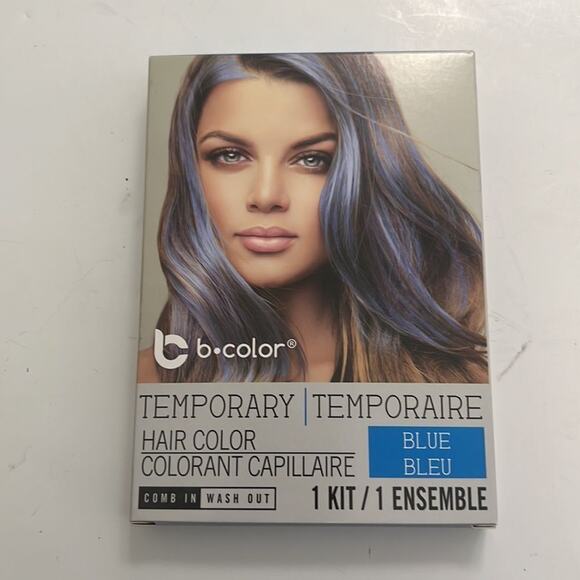 b•color®
TEMPORARY | TEMPORAIRE
HAIR COLOR
COLORANT CAPILLAIRE
BLUE
BLEU
COMB IN WASH OUT
1 KIT / 1 ENSEMBLE